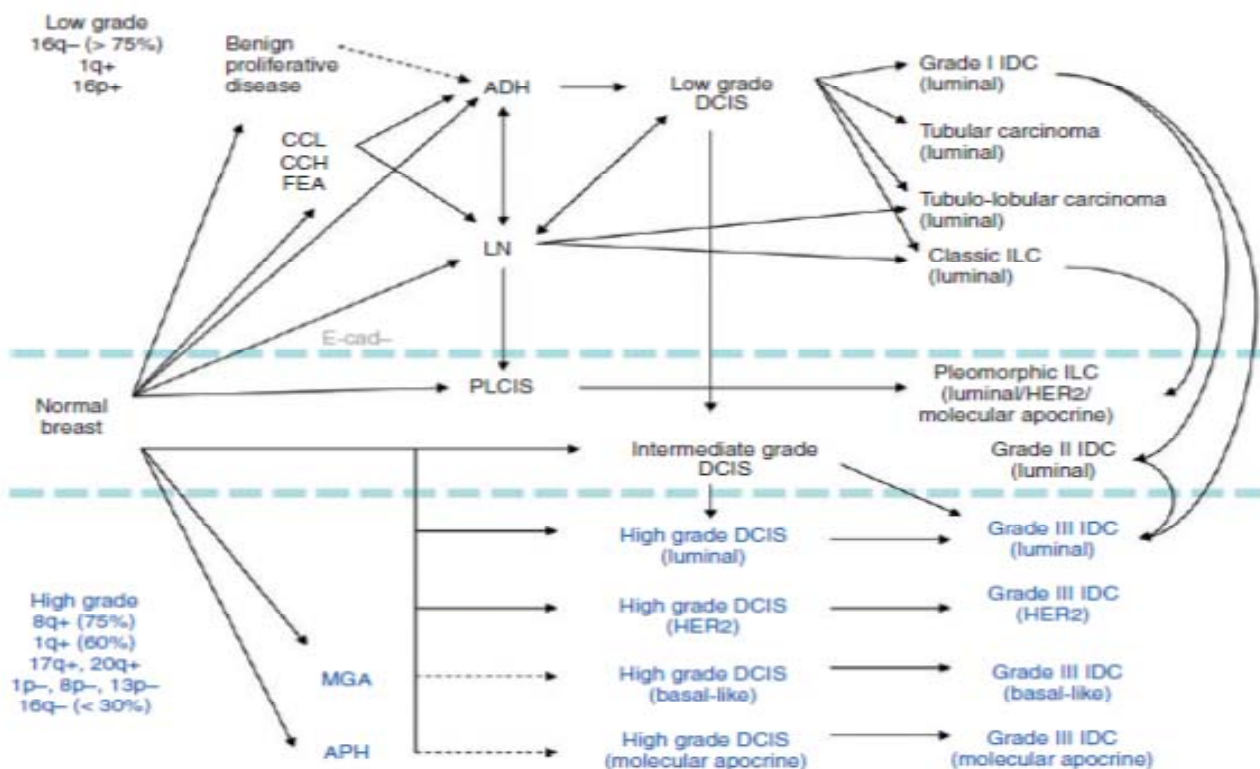 Low grade
16q– (> 75%)
1q+
16p+
Benign
proliferative
disease
ADH
Low grade
DCIS
Grade I IDC
(luminal)
CCL
CCH
FEA
Tubular carcinoma
(luminal)
Tubulo-lobular carcinoma
(luminal)
LN
Classic ILC
(luminal)
E-cad–
Normal
breast
PLCIS
Pleomorphic ILC
(luminal/HER2/
molecular apocrine)
Intermediate grade
DCIS
Grade II IDC
(luminal)
High grade DCIS
(luminal)
Grade III IDC
(luminal)
High grade
8q+ (75%)
1q+ (60%)
17q+, 20q+
1p–, 8p–, 13p–
16q– (< 30%)
High grade DCIS
(HER2)
Grade III IDC
(HER2)
MGA
High grade DCIS
(basal-like)
Grade III IDC
(basal-like)
APH
High grade DCIS
(molecular apocrine)
Grade III IDC
(molecular apocrine)